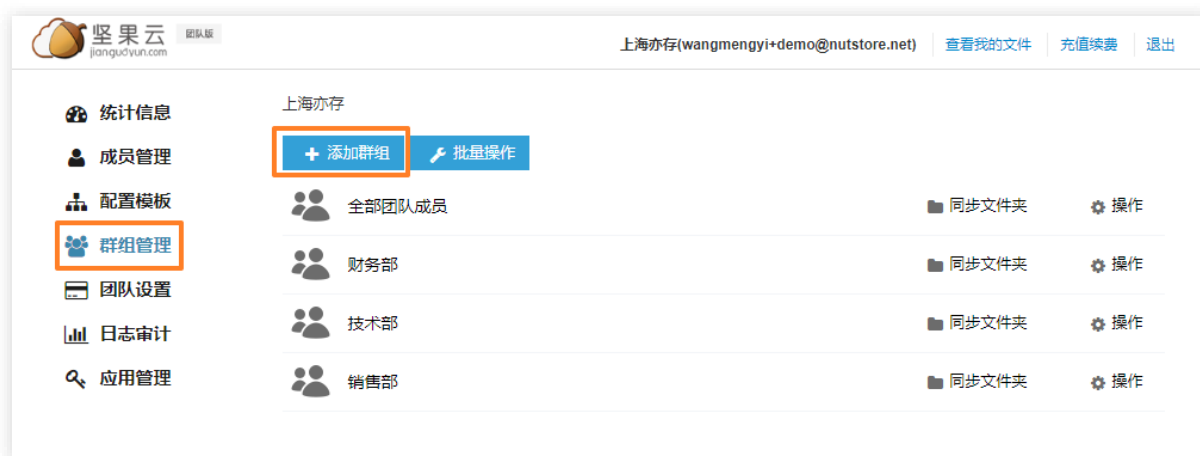 坚果云 团队版
jianguoyun.com
上海亦存(wangmengyi+demo@nutstore.net) 查看我的文件 充值续费 退出
统计信息
成员管理
配置模板
群组管理
团队设置
日志审计
应用管理
上海亦存
添加群组 批量操作
全部团队成员 同步文件夹 操作
财务部 同步文件夹 操作
技术部 同步文件夹 操作
销售部 同步文件夹 操作